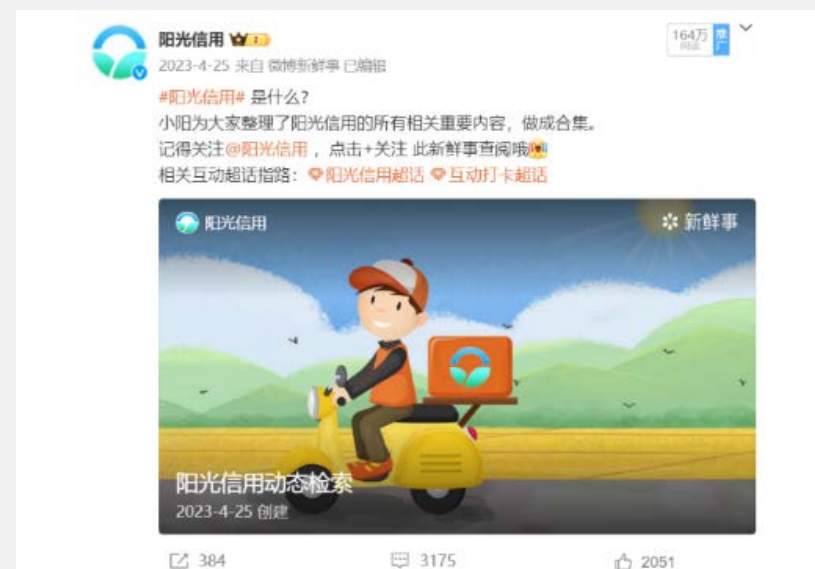 阳光信用
164万
阅读
推广
2023-4-25 来自 微博新鲜事 已编辑
#阳光信用# 是什么?
小阳为大家整理了阳光信用的所有相关重要内容，做成合集。
记得关注@阳光信用 ，点击+关注 此新鲜事查阅哦
相关互动超话指路： 阳光信用超话 互动打卡超话
阳光信用
新鲜事
阳光信用动态检索
2023-4-25 创建
384
3175
2051